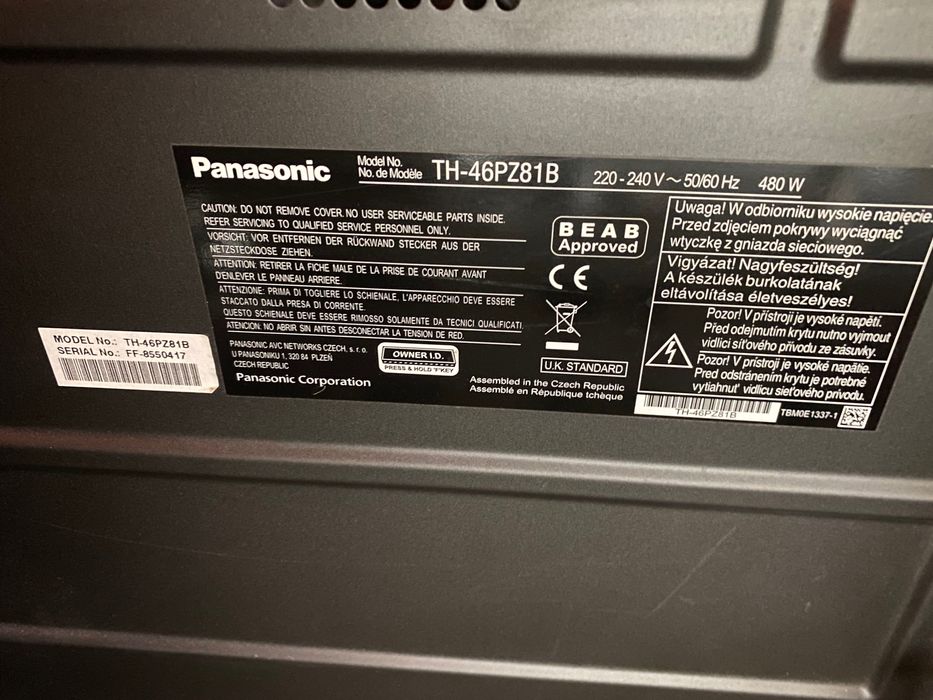 Panasonic
Model No.
No. de Modèle
TH-46PZ81B
220 - 240 V ~ 50/60 Hz 480 W
CAUTION: DO NOT REMOVE COVER. NO USER SERVICEABLE PARTS INSIDE.
REFER SERVICING TO QUALIFIED SERVICE PERSONNEL ONLY.
VORSICHT: VOR ENTFERNEN DER RÜCKWAND STECKER AUS DER
NETZSTECKDOSE ZIEHEN.
ATTENTION: RETIRER LA FICHE MALE DE LA PRISE DE COURANT AVANT
D'ENLEVER LE PANNEAU ARRIERE.
ATTENZIONE: PRIMA DI TOGLIERE LO SCHIENALE, L'APPARECCHIO DEVE ESSERE
STACCATO DALLA PRESA DI CORRENTE.
QUESTO SCHIENALE DEVE ESSERE RIMOSSO SOLAMENTE DA TECNICI QUALIFICATI.
ATENCION: NO ABRIR SIN ANTES DESCONECTAR LA TENSION DE RED.
PANASONIC AVC NETWORKS CZECH, s. r. o.
U PANASONIKU 1, 320 84 PLZEŇ
CZECH REPUBLIC
Panasonic Corporation
OWNER I.D.
PRESS & HOLD "F"KEY
BEAB
Approved
CE
U.K. STANDARD
Assembled in the Czech Republic
Assemblé en République tchèque
Uwaga! W odbiorniku wysokie napięcie.
Przed zdjęciem pokrywy wyciągnąć
wtyczkę z gniazda sieciowego.
Vigyázat! Nagyfeszültség!
A készülék burkolatának
eltávolítása életveszélyes!
Pozor! V přístroji je vysoké napětí.
Před odejmutím krytu nutno vyjmout
vidlici síťového přívodu ze zásuvky.
Pozor! V prístroji je vysoké napätie.
Pred odstránením krytu je potrebné
vytiahnut' vidlicu sieťového prívodu.
TH-46PZ81B
TBM0E1337-1
MODEL No.: TH-46PZ81B
SERIAL No.: FF-8550417